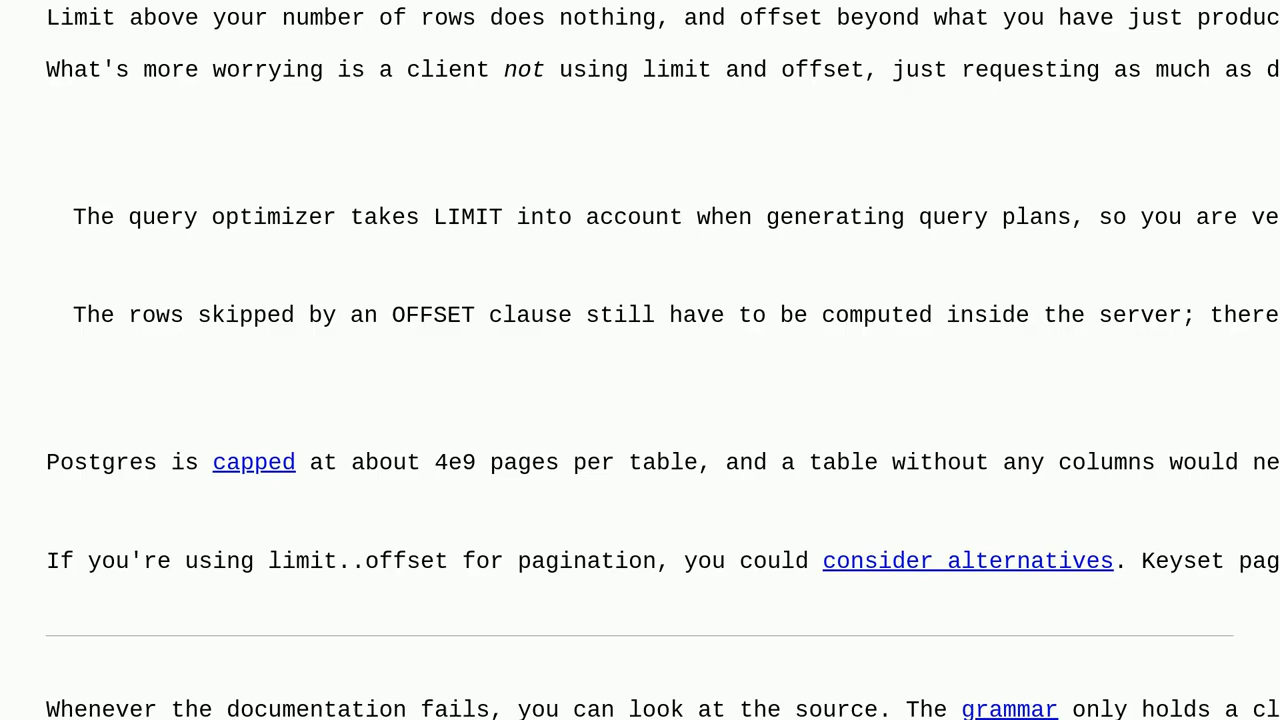 Limit above your number of rows does nothing, and offset beyond what you have just
What's more worrying is a client not using limit and offset, just requesting as much as
The query optimizer takes LIMIT into account when generating query plans, so you are
The rows skipped by an OFFSET clause still have to be computed inside the server; there
Postgres is capped at about 4e9 pages per table, and a table without any columns would
If you're using limit..offset for pagination, you could consider alternatives. Keyset
Whenever the documentation fails, you can look at the source. The grammar only holds a